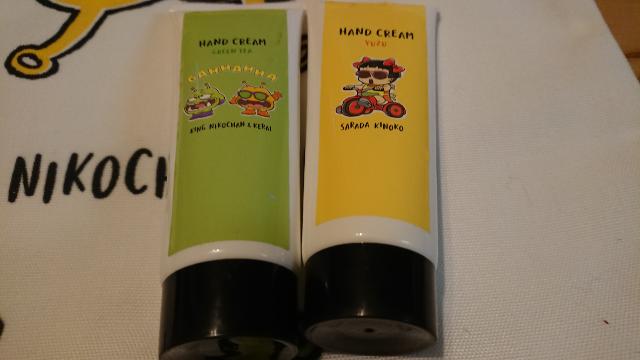 HAND CREAM
GREEN TEA
KING NIKOCHAN & KERAI
HAND CREAM
YUZU
SARADA KINOKO
NIKOCH